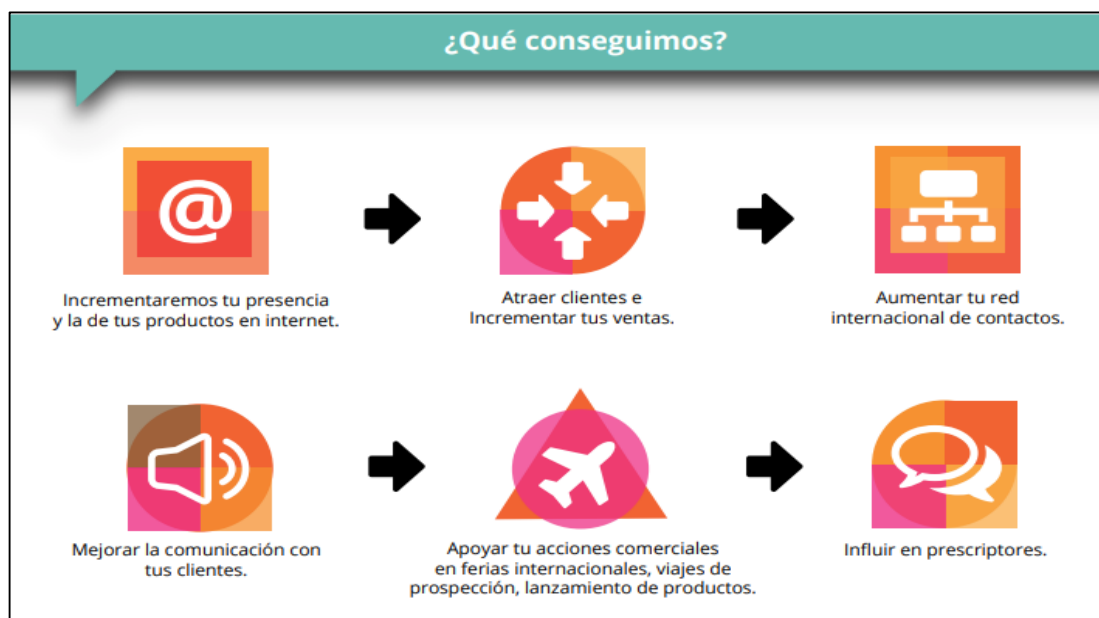 ¿Qué conseguimos?
@
Incrementaremos tu presencia
y la de tus productos en internet.
Atraer clientes e
Incrementar tus ventas.
Aumentar tu red
internacional de contactos.
Mejorar la comunicación con
tus clientes.
Apoyar tu acciones comerciales
en ferias internacionales, viajes de
prospección, lanzamiento de productos.
Influir en prescriptores.